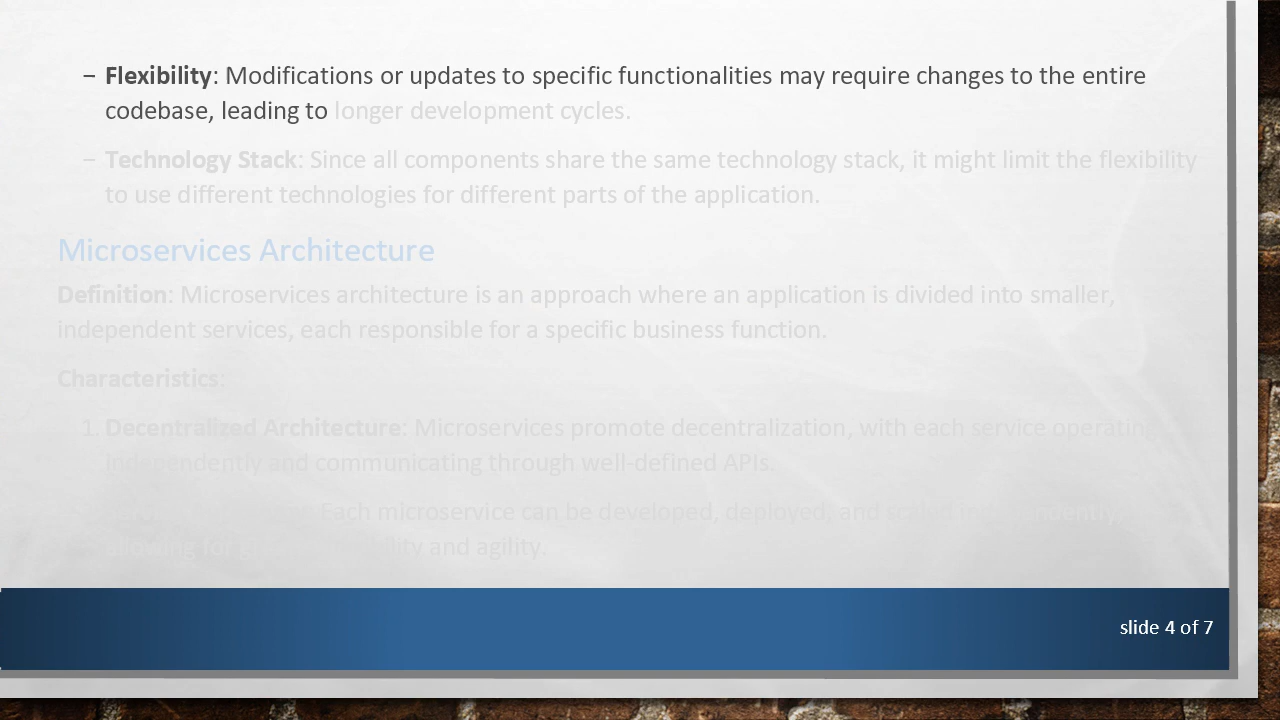 − Flexibility: Modifications or updates to specific functionalities may require changes to the entire
codebase, leading to longer development cycles.
− Technology Stack: Since all components share the same technology stack, it might limit the flexibility
to use different technologies for different parts of the application.
Microservices Architecture
Definition: Microservices architecture is an approach where an application is divided into smaller,
independent services, each responsible for a specific business function.
Characteristics:
1. Decentralized Architecture: Microservices promote decentralization, with each service operating
independently and communicating through well-defined APIs.
Each microservice can be developed, deployed, and scaled independently,
allowing for and agility.
slide 4 of 7